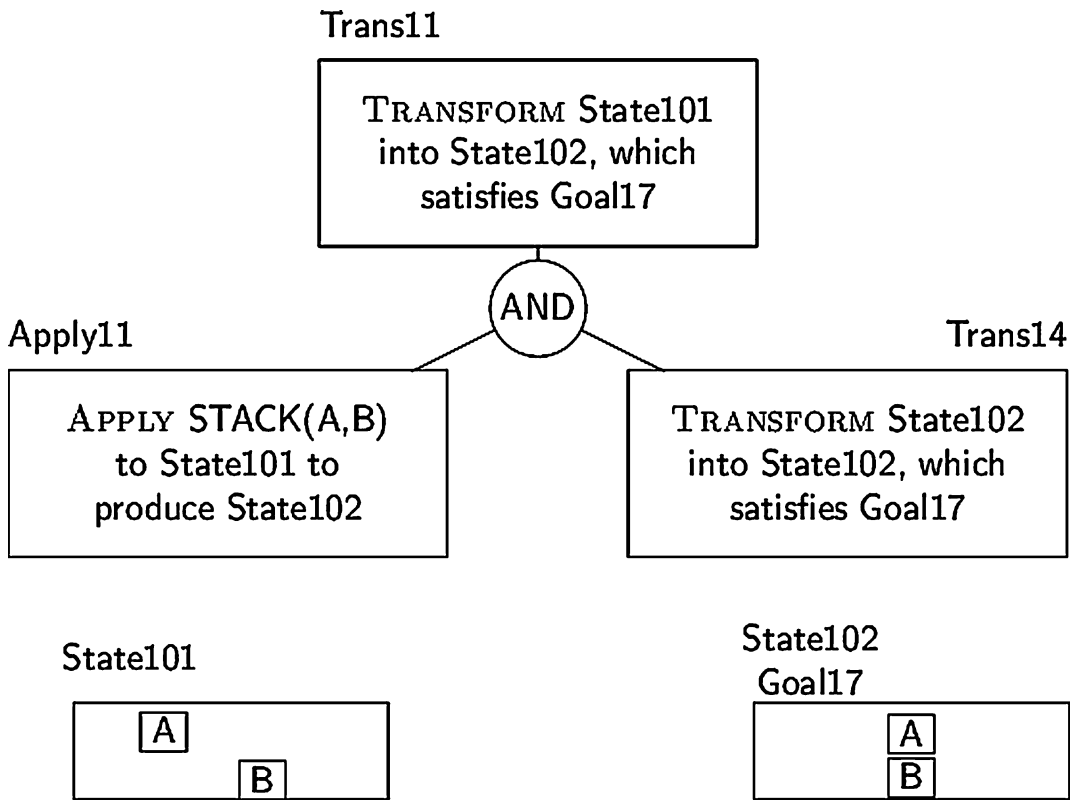 Trans11
TRANSFORM State101
into State102, which
satisfies Goal17
AND
Apply11
APPLY STACK(A,B)
to State101 to
produce State102
Trans14
TRANSFORM State102
into State102, which
satisfies Goal17
State101
A
B
State102
Goal17
A
B